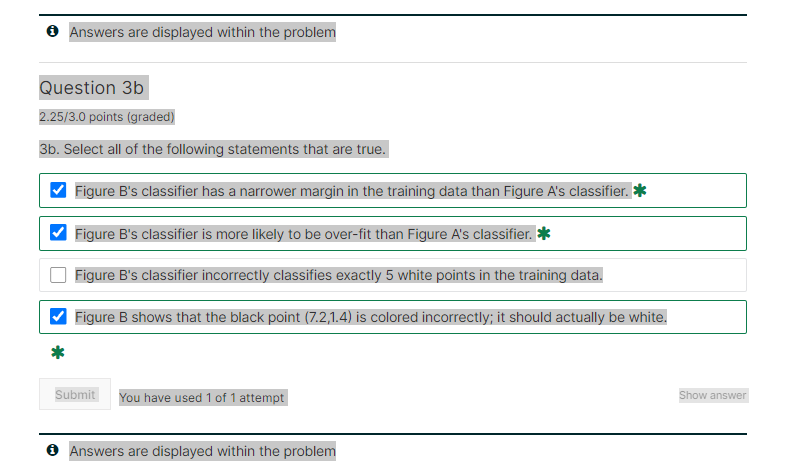 Answers are displayed within the problem
Question 3b
2.25/3.0 points (graded)
3b. Select all of the following statements that are true.
Figure B's classifier has a narrower margin in the training data than Figure A's classifier. ✱
Figure B's classifier is more likely to be over-fit than Figure A's classifier. ✱
Figure B's classifier incorrectly classifies exactly 5 white points in the training data.
Figure B shows that the black point (7.2,1.4) is colored incorrectly; it should actually be white.
✱
Submit You have used 1 of 1 attempt Show answer
Answers are displayed within the problem